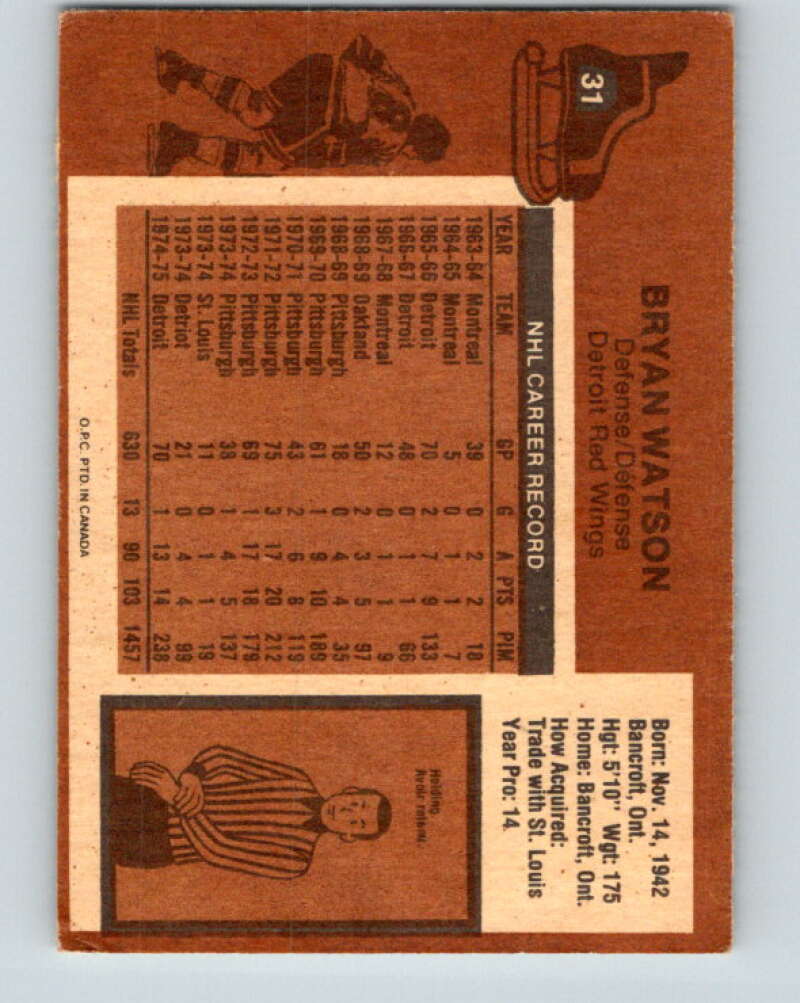 31
BRYAN WATSON
Defense/Défense
Detroit Red Wings
NHL CAREER RECORD
YEAR TEAM GP G A PTS PIM
1963-64 Montreal 39 0 2 2 18
1964-65 Montreal 5 0 1 1 7
1965-66 Detroit 70 2 7 9 133
1966-67 Detroit 48 0 1 1 66
1967-68 Montreal 12 0 1 1 9
1968-69 Oakland 50 2 3 5 97
1968-69 Pittsburgh 18 0 4 4 35
1969-70 Pittsburgh 61 1 9 10 189
1970-71 Pittsburgh 43 2 6 8 119
1971-72 Pittsburgh 75 3 17 20 212
1972-73 Pittsburgh 69 1 17 18 179
1973-74 Pittsburgh 38 1 4 5 137
1973-74 St. Louis 11 0 1 1 19
1973-74 Detriot 21 0 4 4 99
1974-75 Detroit 70 1 13 14 238
NHL Totals 630 13 90 103 1457
O.P.C. PTD. IN CANADA
Born: Nov. 14, 1942
Bancroft, Ont.
Hgt: 5'10" Wgt: 175
Home: Bancroft, Ont.
How Acquired:
Trade with St. Louis
Year Pro: 14
Holding
Avoir retenu